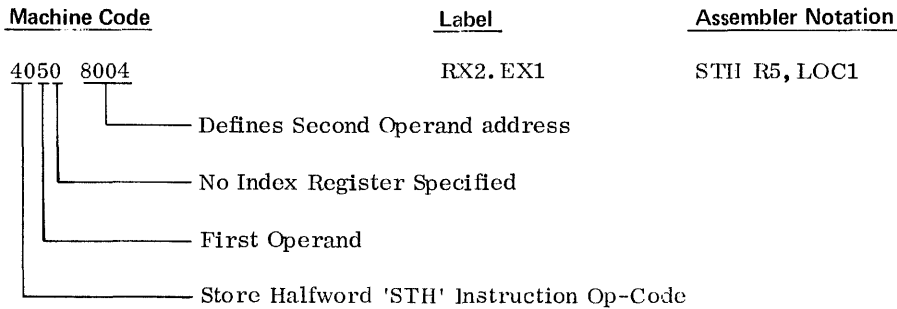 Machine Code Label Assembler Notation
4050 8004 RX2.EX1 STH R5, LOC1
Defines Second Operand address
No Index Register Specified
First Operand
Store Halfword 'STH' Instruction Op-Code